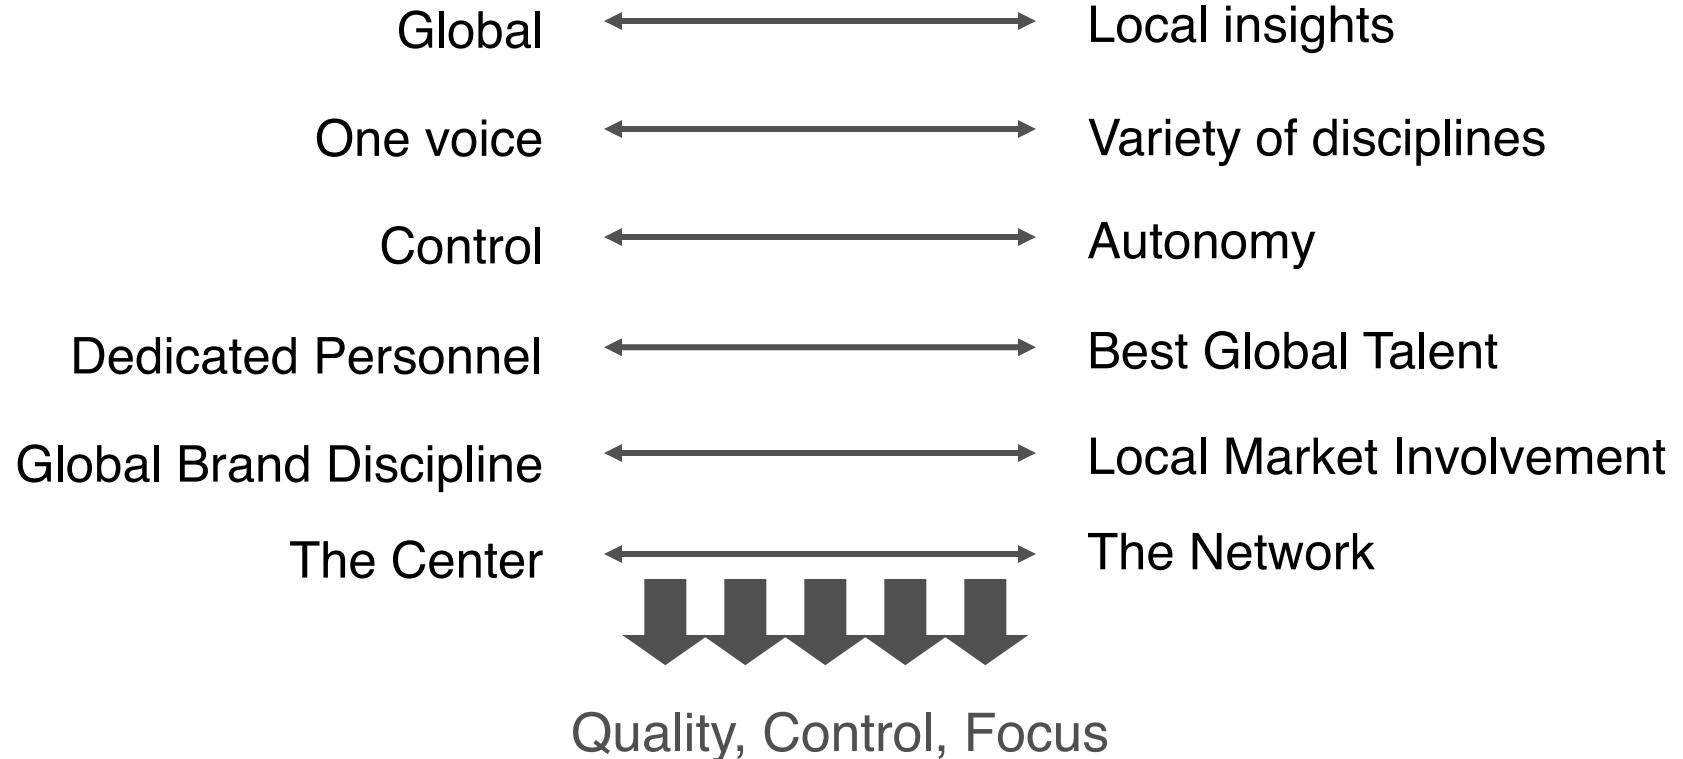 Global
Local insights
One voice
Variety of disciplines
Control
Autonomy
Dedicated Personnel
Best Global Talent
Global Brand Discipline
Local Market Involvement
The Center
The Network
Quality, Control, Focus